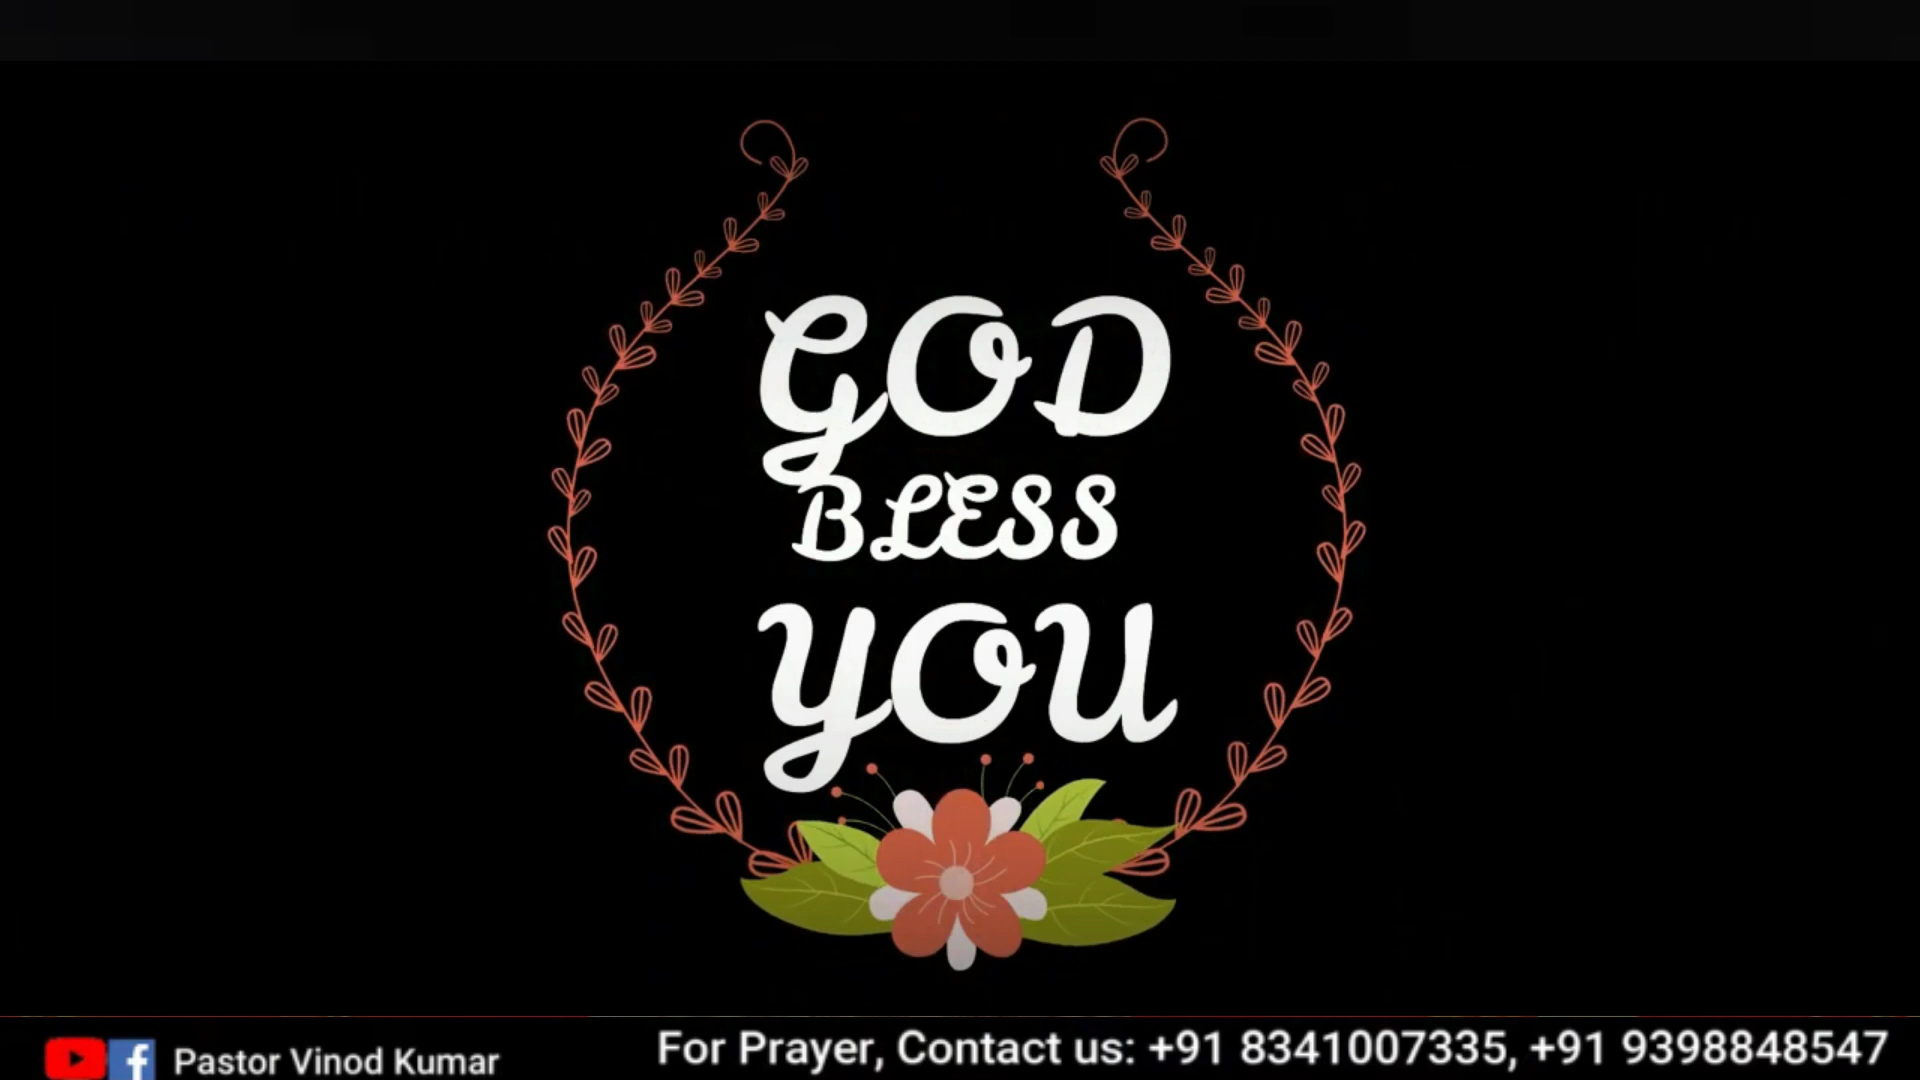 GOD
BLESS
YOU
Pastor Vinod Kumar
For Prayer, Contact us: +91 8341007335, +91 9398848547